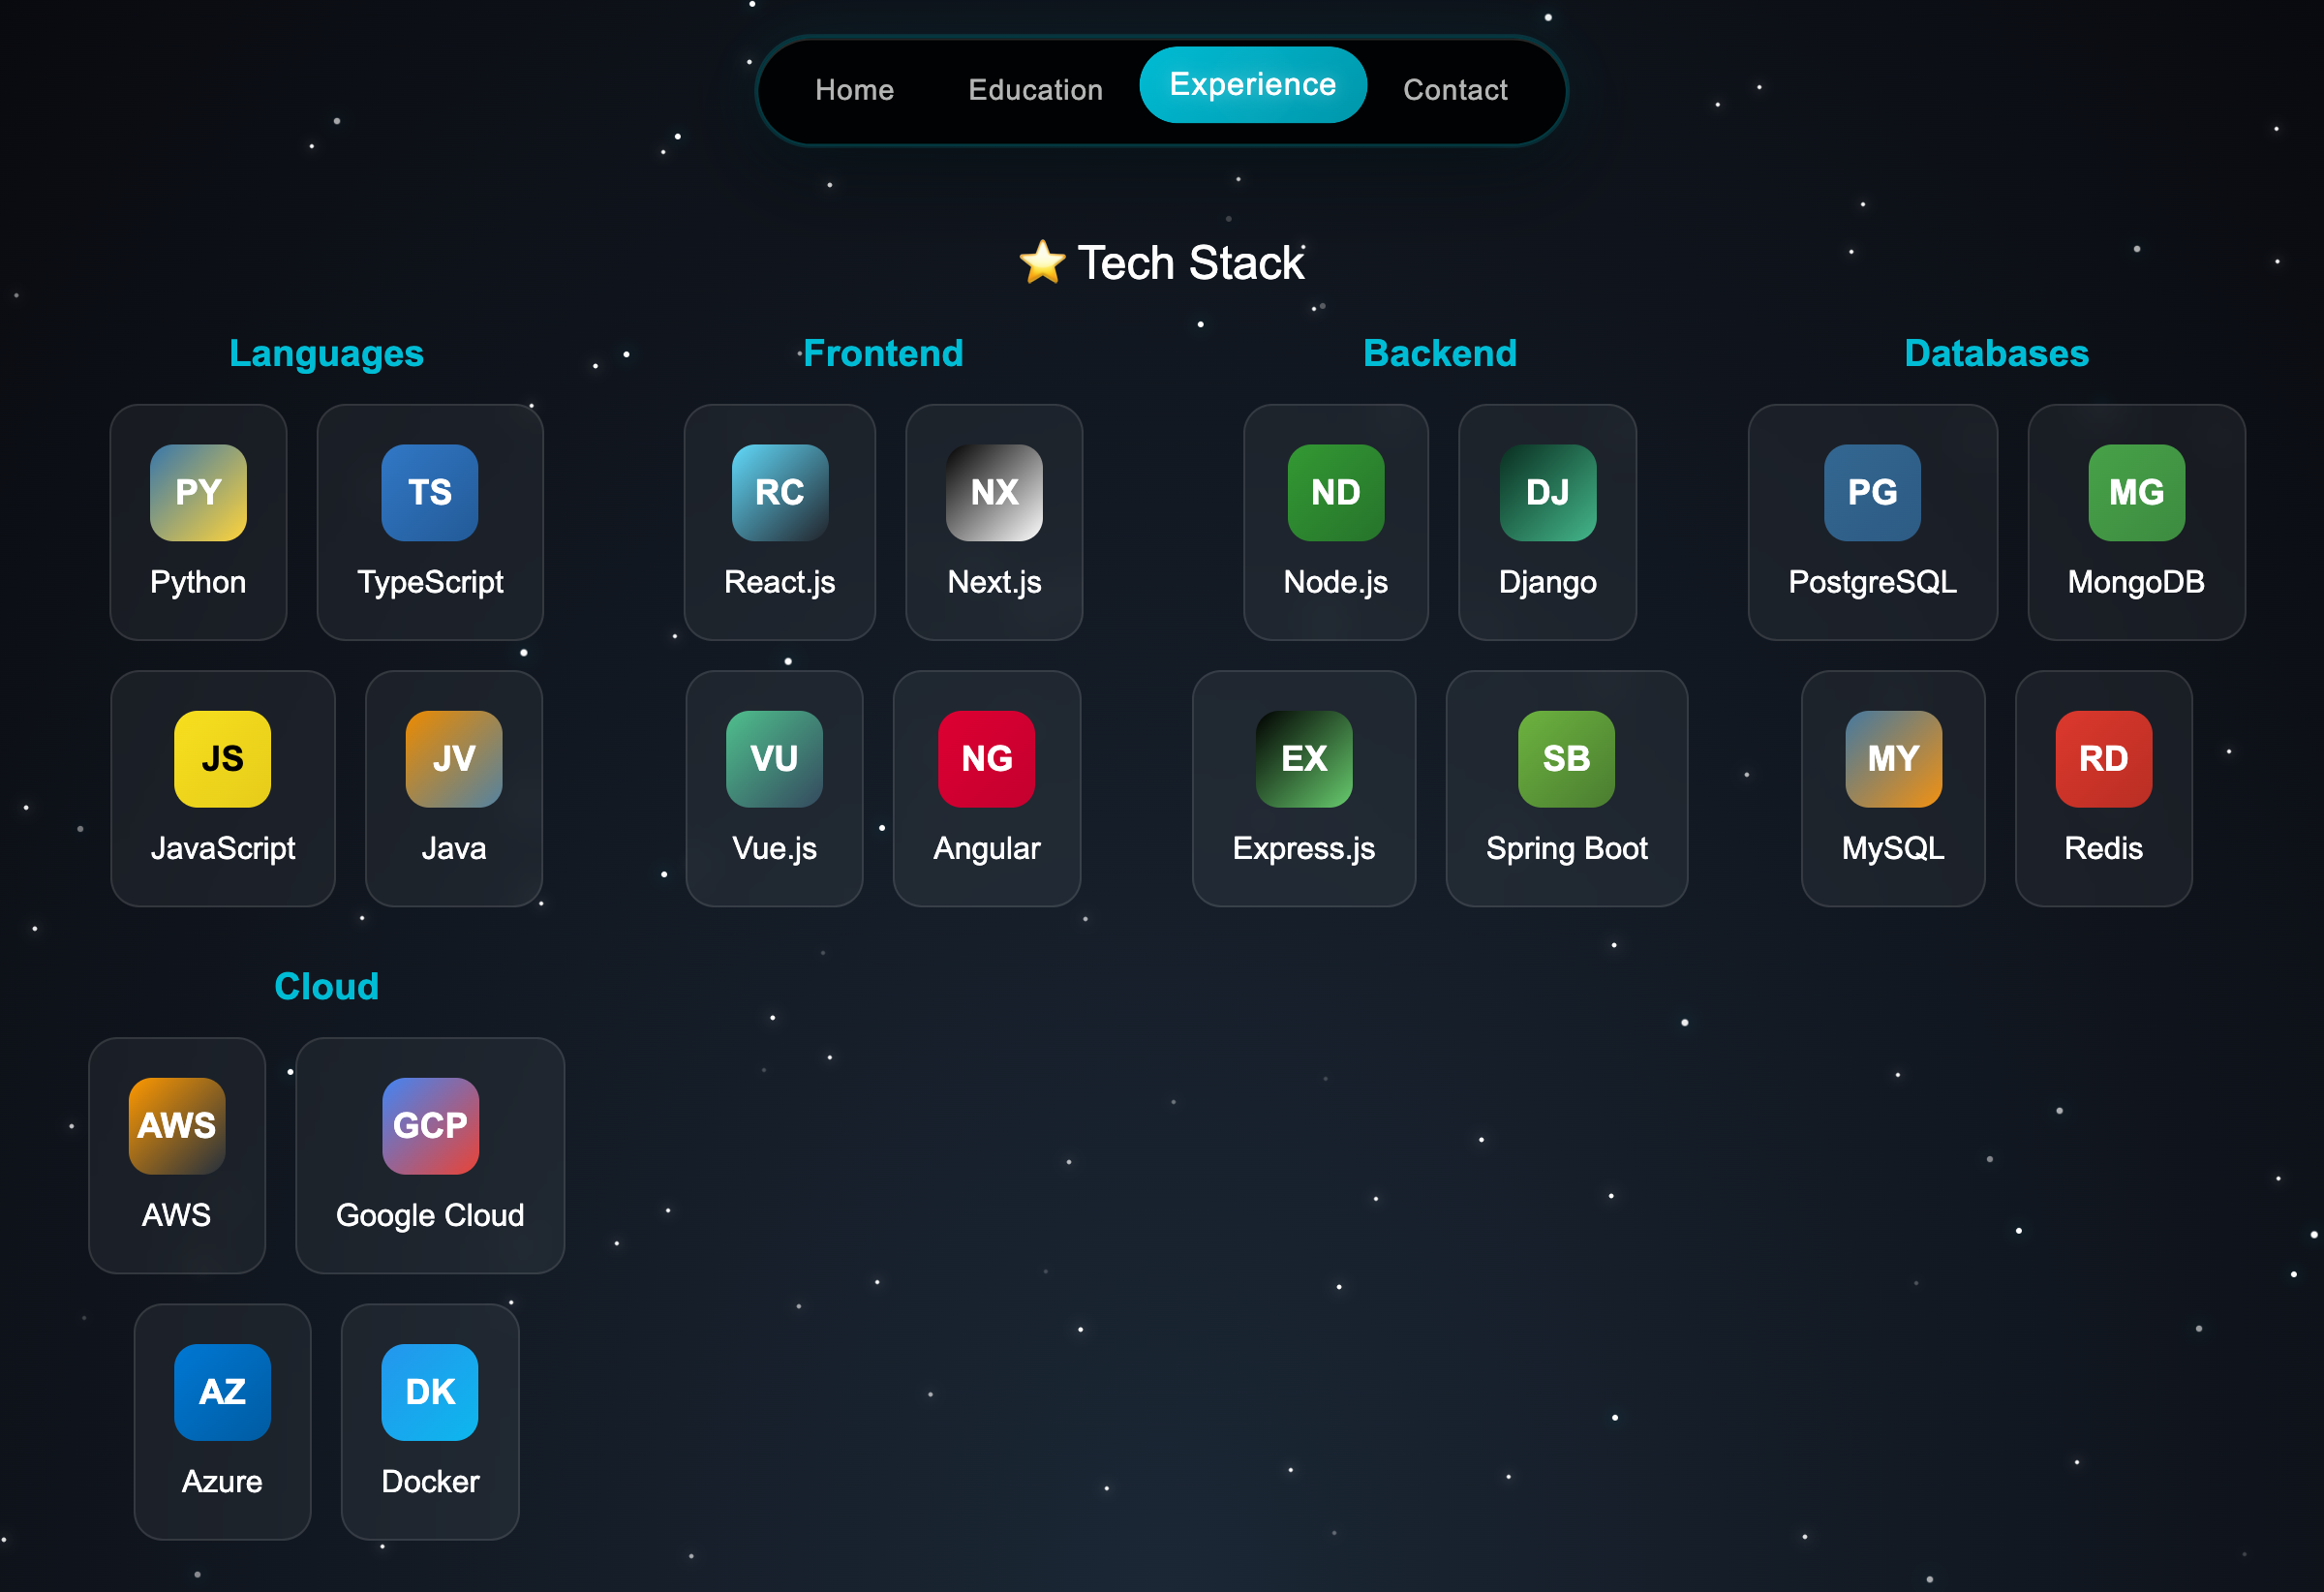 Home Education Experience Contact
⭐ Tech Stack
Languages
PY
Python
TS
TypeScript
JS
JavaScript
JV
Java
Frontend
RC
React.js
NX
Next.js
VU
Vue.js
NG
Angular
Backend
ND
Node.js
DJ
Django
EX
Express.js
SB
Spring Boot
Databases
PG
PostgreSQL
MG
MongoDB
MY
MySQL
RD
Redis
Cloud
AWS
AWS
GCP
Google Cloud
AZ
Azure
DK
Docker